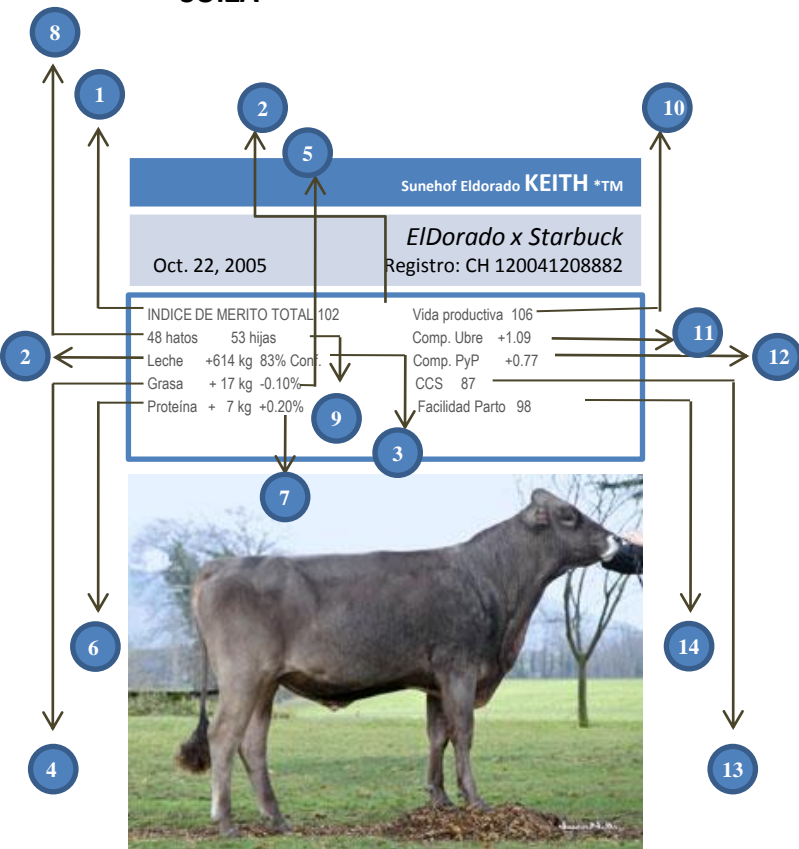 8
1
2
10
5
Sunehof Eldorado KEITH *TM
ElDorado x Starbuck
Oct. 22, 2005 Registro: CH 120041208882
INDICE DE MERITO TOTAL 102 Vida productiva 106
48 hatos 53 hijas Comp. Ubre +1.09
11
2
Leche +614 kg 83% Conf. Comp. PyP +0.77
12
Grasa + 17 kg -0.10% CCS 87
Proteína + 7 kg +0.20% Facilidad Parto 98
9
3
7
6
14
4
13